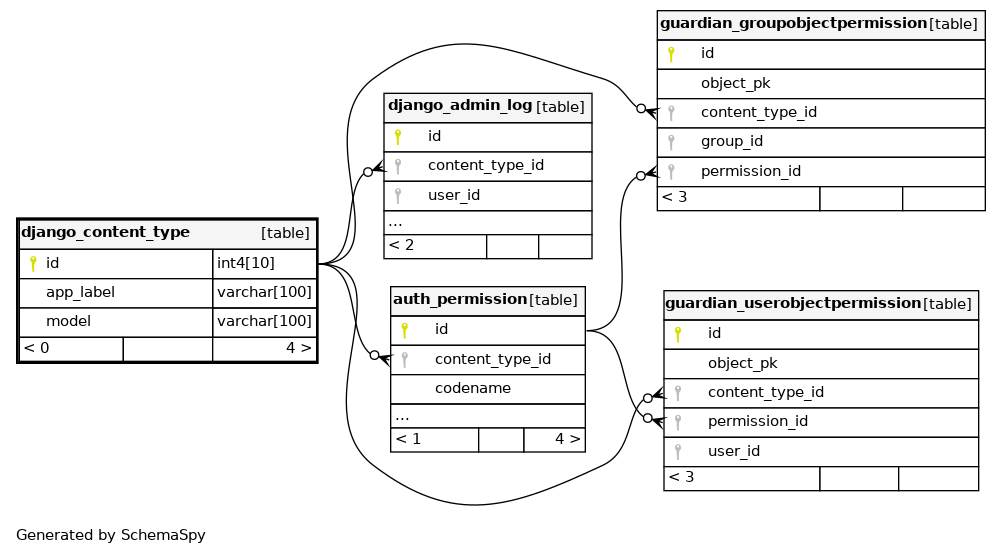 guardian_groupobjectpermission [table]
id
object_pk
content_type_id
group_id
permission_id
< 3
django_admin_log [table]
id
content_type_id
user_id
...
< 2
django_content_type [table]
id int4[10]
app_label varchar[100]
model varchar[100]
< 0 4 >
auth_permission [table]
id
content_type_id
codename
...
< 1 4 >
guardian_userobjectpermission [table]
id
object_pk
content_type_id
permission_id
user_id
< 3
Generated by SchemaSpy